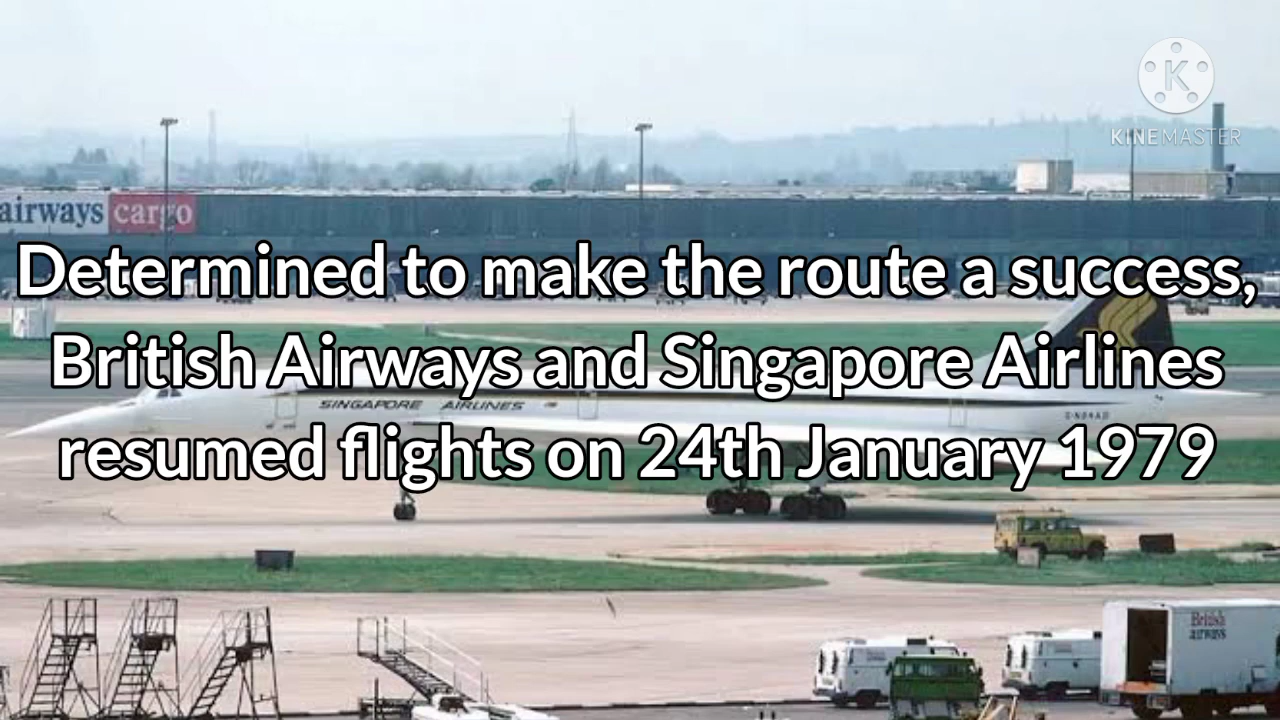 K
KINEMASTER
airways cargo
Determined to make the route a success,
British Airways and Singapore Airlines
resumed flights on 24th January 1979
SINGAPORE AIRLINES
British
airways